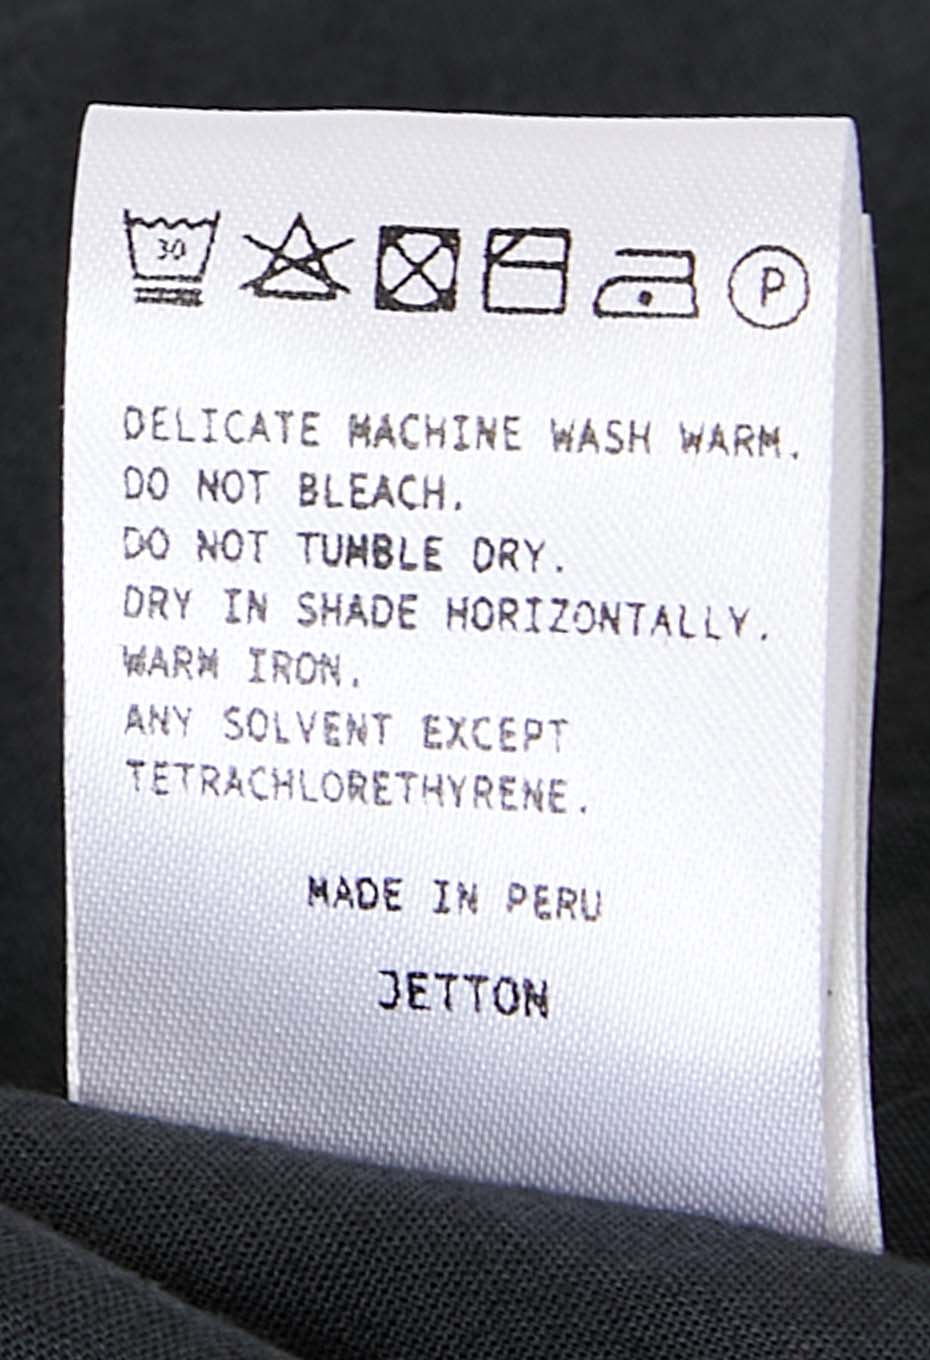 30
P
DELICATE MACHINE WASH WARM.
DO NOT BLEACH.
DO NOT TUMBLE DRY.
DRY IN SHADE HORIZONTALLY.
WARM IRON.
ANY SOLVENT EXCEPT
TETRACHLORETHYRENE.
MADE IN PERU
JETTON